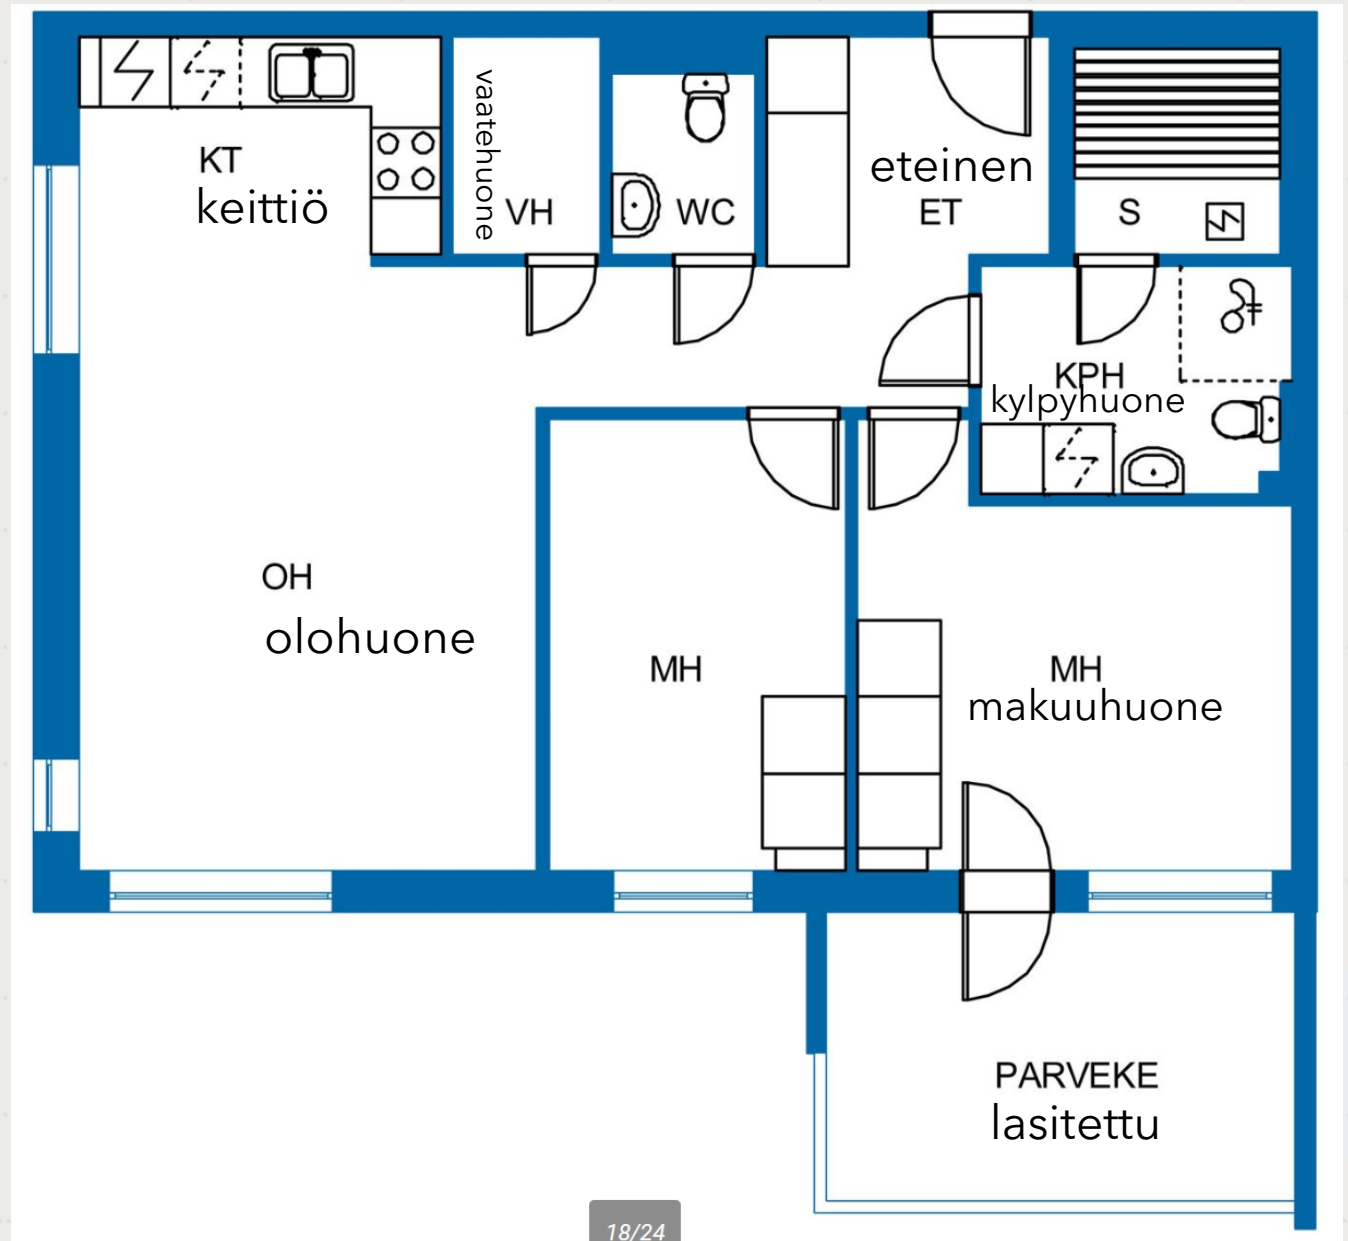 KT
keittiö
vaatehuone
VH
WC
eteinen
ET
S
KPH
kylpyhuone
OH
olohuone
MH
MH
makuuhuone
PARVEKE
lasitettu
18/24